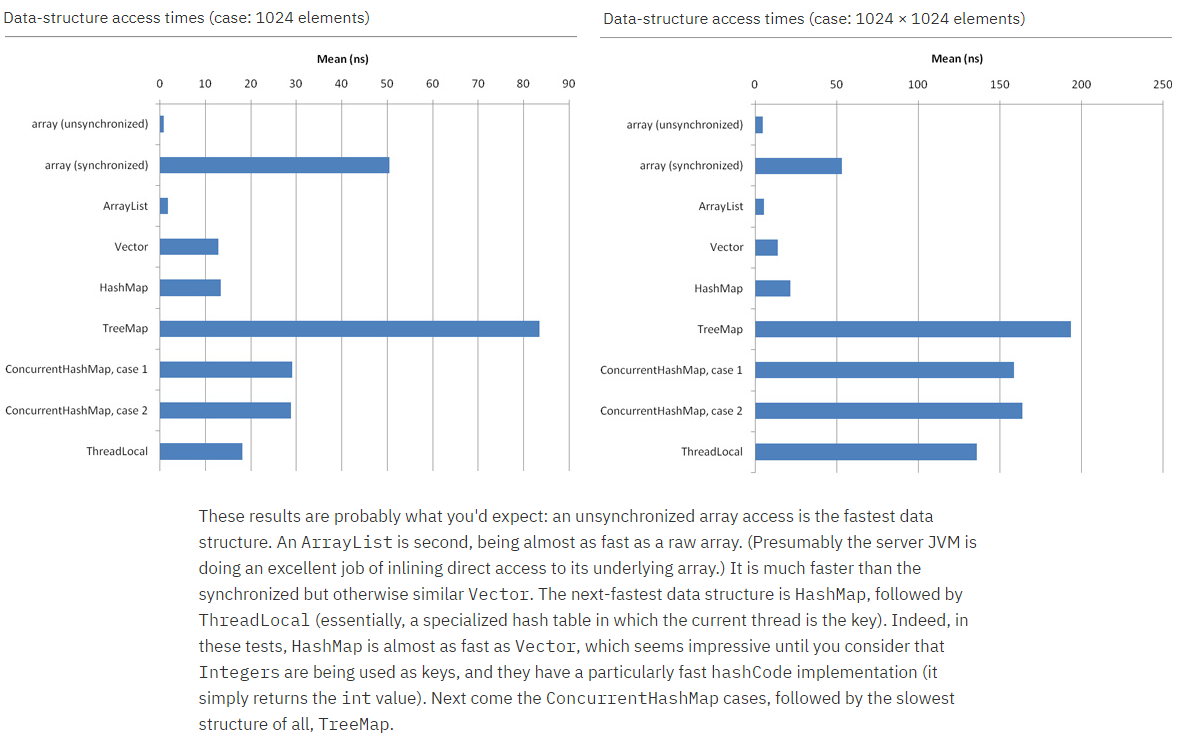 Data-structure access times (case: 1024 elements)
Mean (ns)
0 10 20 30 40 50 60 70 80 90
array (unsynchronized)
array (synchronized)
ArrayList
Vector
HashMap
TreeMap
ConcurrentHashMap, case 1
ConcurrentHashMap, case 2
ThreadLocal
Data-structure access times (case: 1024 × 1024 elements)
Mean (ns)
0 50 100 150 200 250
array (unsynchronized)
array (synchronized)
ArrayList
Vector
HashMap
TreeMap
ConcurrentHashMap, case 1
ConcurrentHashMap, case 2
ThreadLocal
These results are probably what you'd expect: an unsynchronized array access is the fastest data
structure. An ArrayList is second, being almost as fast as a raw array. (Presumably the server JVM is
doing an excellent job of inlining direct access to its underlying array.) It is much faster than the
synchronized but otherwise similar Vector. The next-fastest data structure is HashMap, followed by
ThreadLocal (essentially, a specialized hash table in which the current thread is the key). Indeed, in
these tests, HashMap is almost as fast as Vector, which seems impressive until you consider that
Integers are being used as keys, and they have a particularly fast hashCode implementation (it
simply returns the int value). Next come the ConcurrentHashMap cases, followed by the slowest
structure of all, TreeMap.